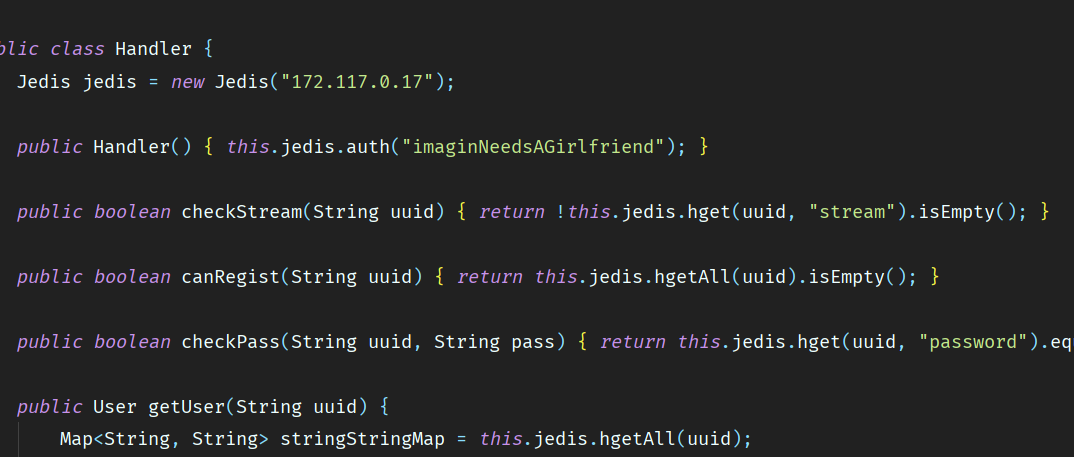 blic class Handler {
Jedis jedis = new Jedis("172.117.0.17");
public Handler() { this.jedis.auth("imaginNeedsAGirlfriend"); }
public boolean checkStream(String uuid) { return !this.jedis.hget(uuid, "stream").isEmpty(); }
public boolean canRegist(String uuid) { return this.jedis.hgetAll(uuid).isEmpty(); }
public boolean checkPass(String uuid, String pass) { return this.jedis.hget(uuid, "password").eq
public User getUser(String uuid) {
Map<String, String> stringStringMap = this.jedis.hgetAll(uuid);